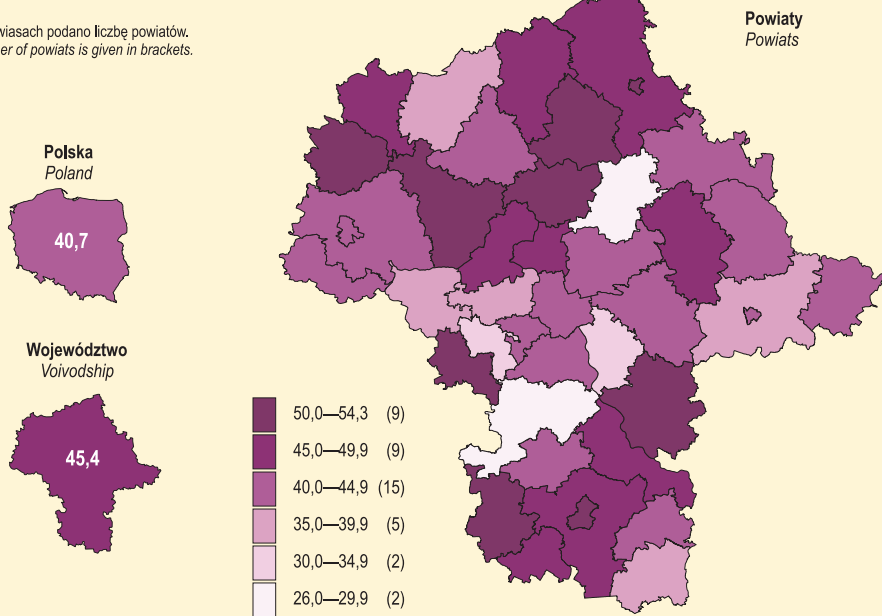 wiasach podano liczbę powiatów.
er of powiats is given in brackets.
Powiaty
Powiats
Polska
Poland
40,7
Województwo
Voivodship
45,4
50,0—54,3 (9)
45,0—49,9 (9)
40,0—44,9 (15)
35,0—39,9 (5)
30,0—34,9 (2)
26,0—29,9 (2)